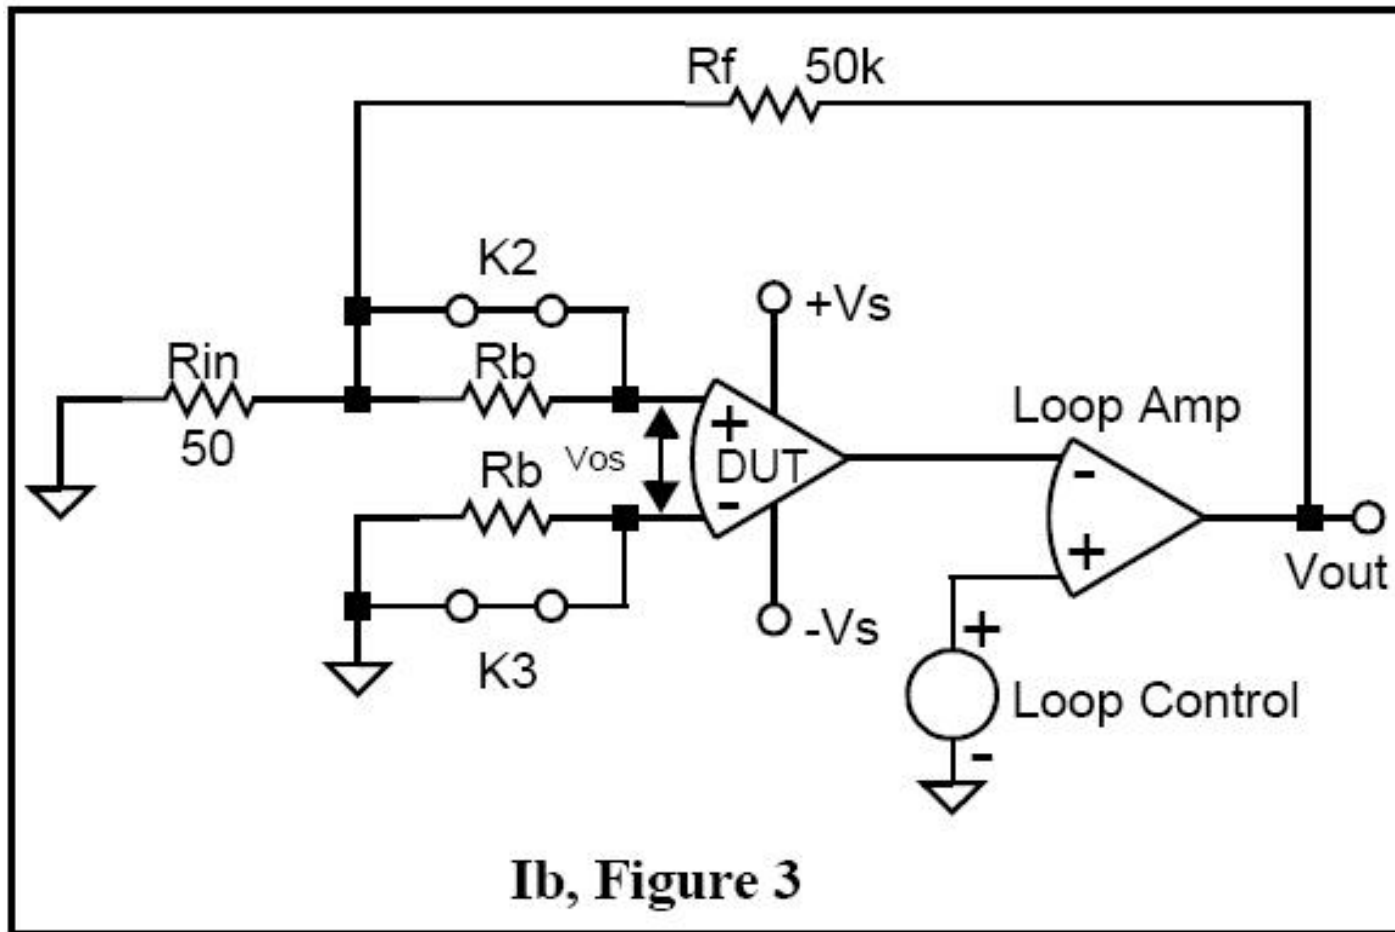 Rf 50k
K2
+Vs
Rin
Rb
Loop Amp
+
-
50
Rb
Vos
DUT
-
+
Vout
-Vs
K3
+
Loop Control
-
Ib, Figure 3